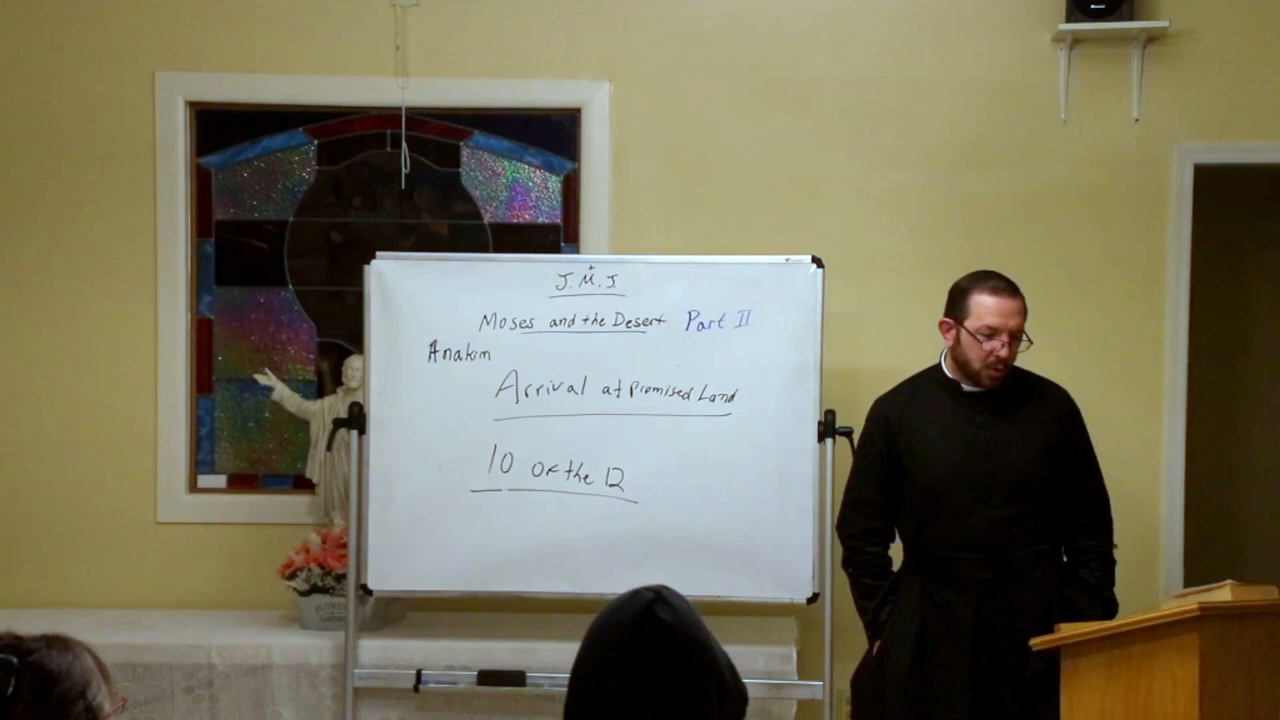 J.M.J.
Moses and the Desert Part II
Anakim
Arrival at Promised Land
10 of the 12